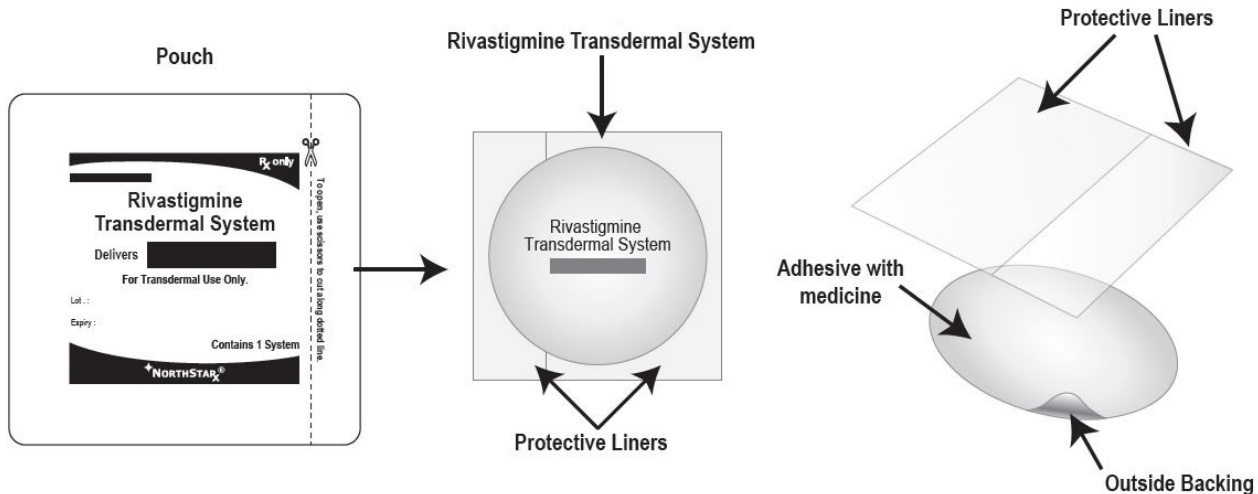 Pouch
Rx only
Rivastigmine
Transdermal System
Delivers
For Transdermal Use Only.
Lot . :
Expiry :
Contains 1 System
NORTHSTARx®
To open, use scissors to cut along dotted line.
Rivastigmine Transdermal System
Rivastigmine
Transdermal System
Protective Liners
Protective Liners
Adhesive with
medicine
Outside Backing